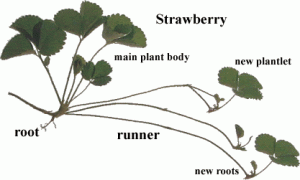 Strawberry
main plant body
new plantlet
root
runner
new roots